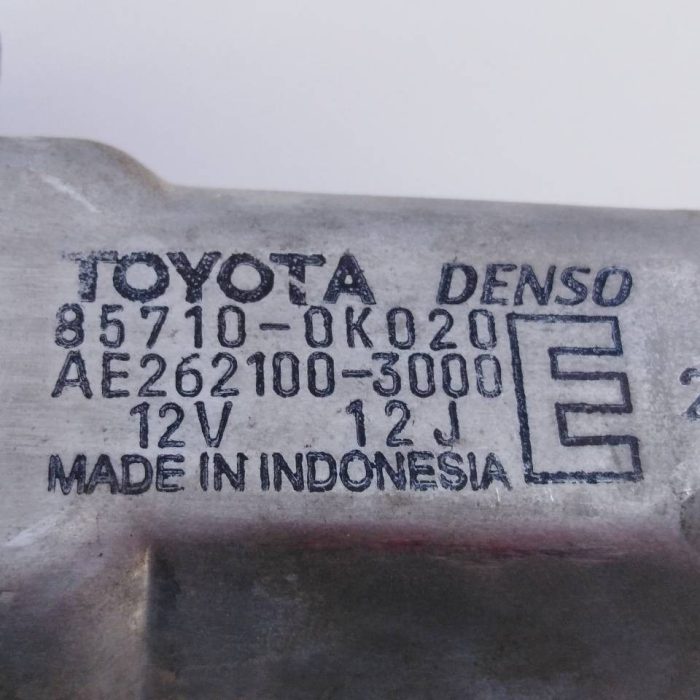 TOYOTA DENSO
85710-0K020
AE262100-3000
E
12V 12J
MADE IN INDONESIA